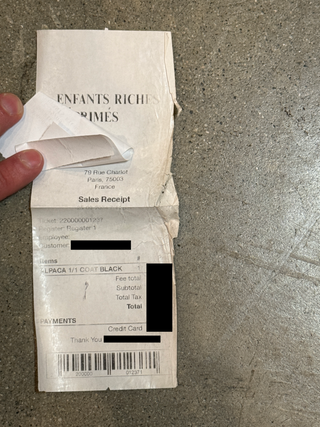 ENFANTS RICHES
PRIMÉS
79 Rue Charlot
Paris, 75003
France
Sales Receipt
Register: Register 1
Employee:
Customer
Items #
ALPACA 1/1 COAT BLACK
Fee total
Subtotal
Total Tax
Total
PAYMENTS
Credit Card
Thank You